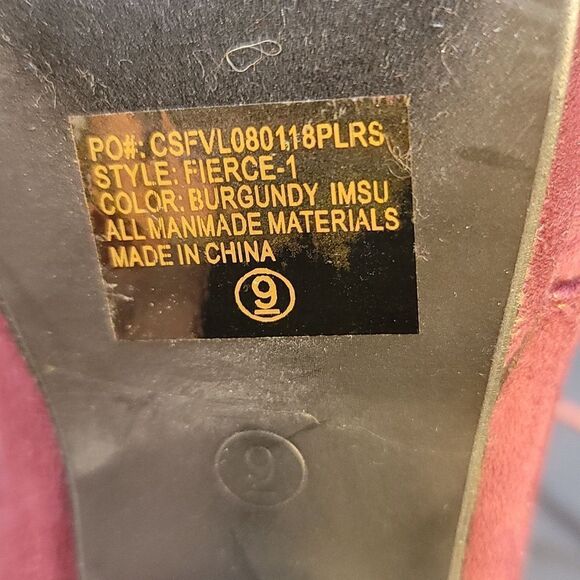 PO#: CSFVL080118PLRS
STYLE: FIERCE-1
COLOR: BURGUNDY IMSU
ALL MANMADE MATERIALS
MADE IN CHINA
9
9